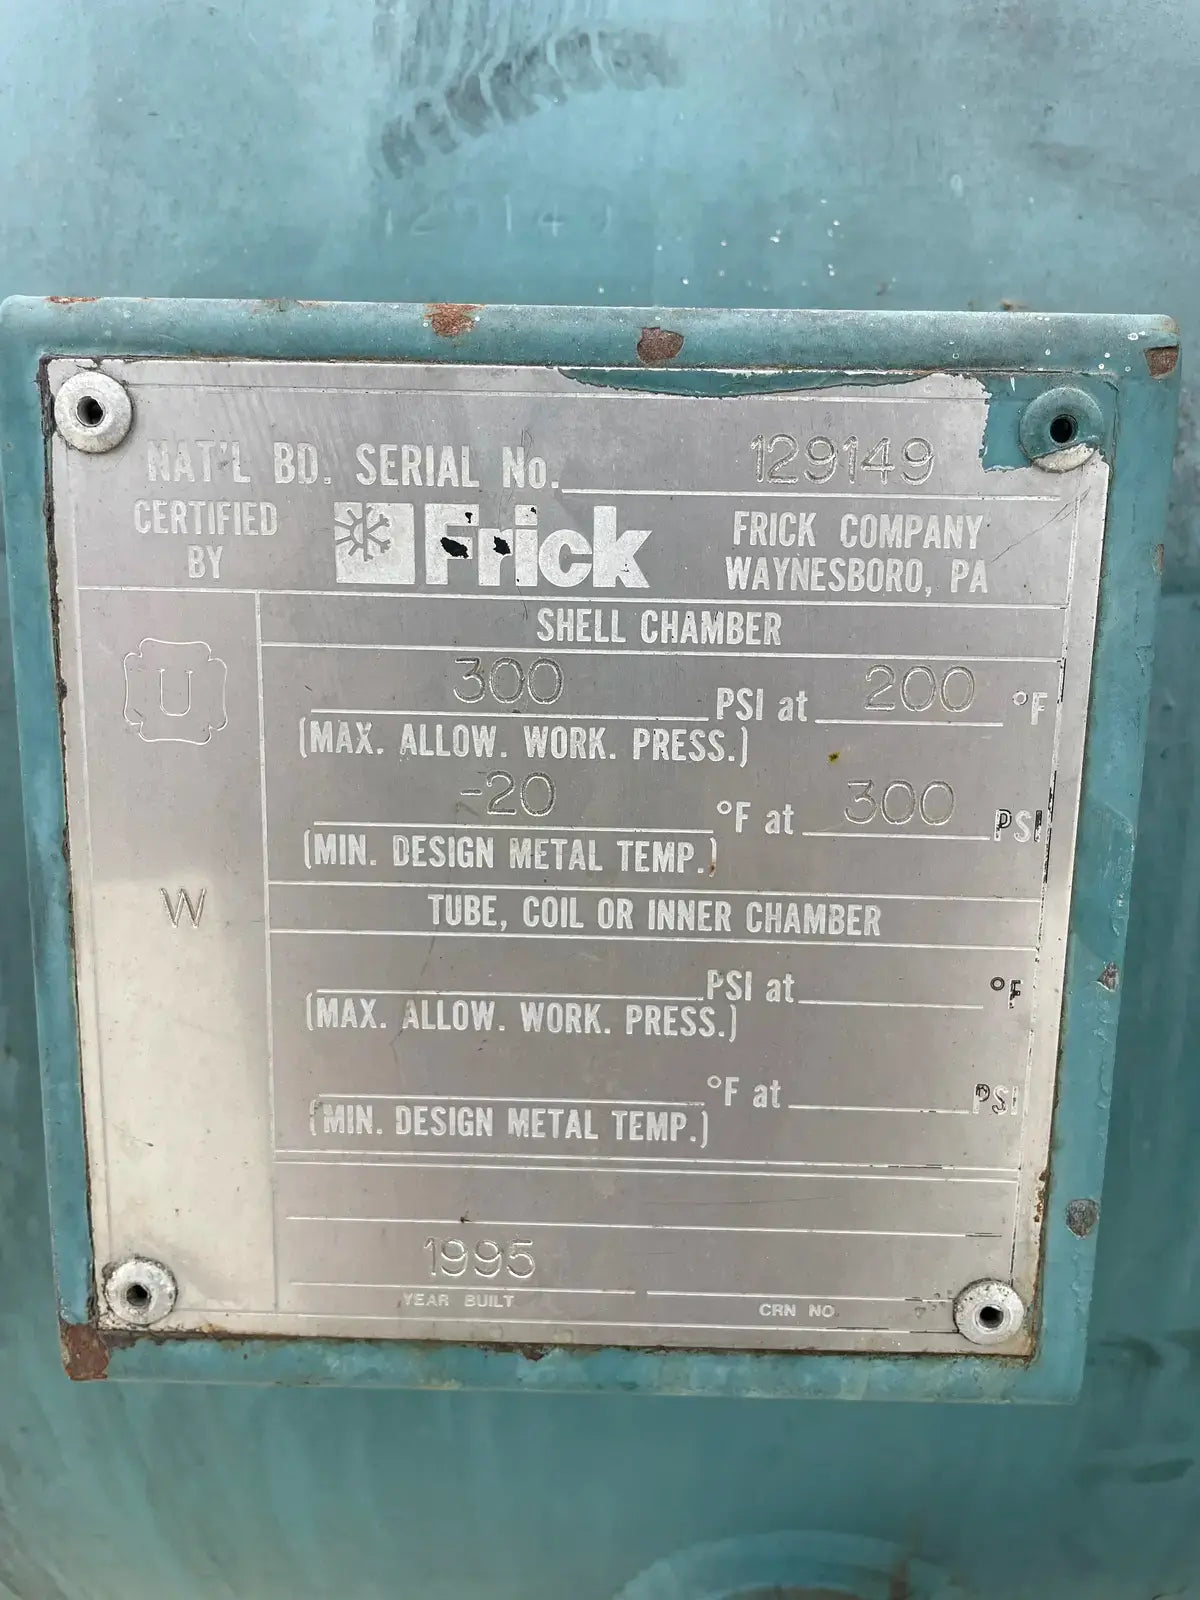 NAT'L BD. SERIAL No. 129149
CERTIFIED BY
Frick
FRICK COMPANY
WAYNESBORO, PA
SHELL CHAMBER
U
300 PSI at 200 °F
(MAX. ALLOW. WORK. PRESS.)
-20 °F at 300 PSI
(MIN. DESIGN METAL TEMP.)
W
TUBE, COIL OR INNER CHAMBER
PSI at °F
(MAX. ALLOW. WORK. PRESS.)
°F at PSI
(MIN. DESIGN METAL TEMP.)
1995
YEAR BUILT
CRN NO.